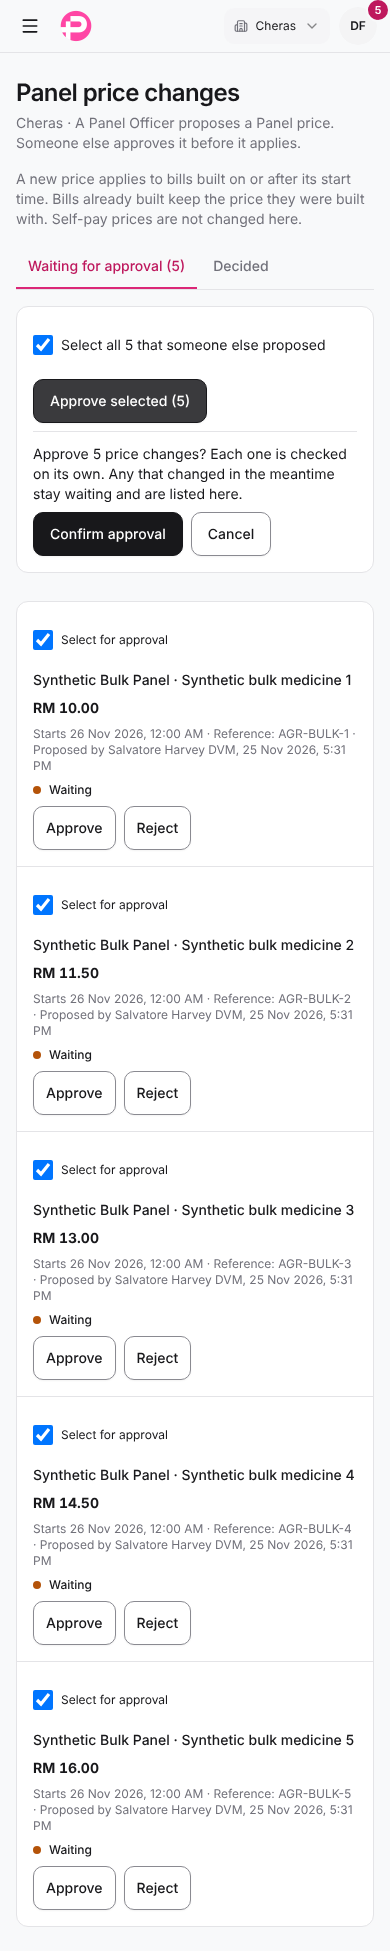 Cheras
DF
5
Panel price changes
Cheras · A Panel Officer proposes a Panel price.
Someone else approves it before it applies.
A new price applies to bills built on or after its start
time. Bills already built keep the price they were built
with. Self-pay prices are not changed here.
Waiting for approval (5)
Decided
Select all 5 that someone else proposed
Approve selected (5)
Approve 5 price changes? Each one is checked
on its own. Any that changed in the meantime
stay waiting and are listed here.
Confirm approval
Cancel
Select for approval
Synthetic Bulk Panel · Synthetic bulk medicine 1
RM 10.00
Starts 26 Nov 2026, 12:00 AM · Reference: AGR-BULK-1 ·
Proposed by Salvatore Harvey DVM, 25 Nov 2026, 5:31
PM
Waiting
Approve
Reject
Select for approval
Synthetic Bulk Panel · Synthetic bulk medicine 2
RM 11.50
Starts 26 Nov 2026, 12:00 AM · Reference: AGR-BULK-2
· Proposed by Salvatore Harvey DVM, 25 Nov 2026, 5:31
PM
Waiting
Approve
Reject
Select for approval
Synthetic Bulk Panel · Synthetic bulk medicine 3
RM 13.00
Starts 26 Nov 2026, 12:00 AM · Reference: AGR-BULK-3
· Proposed by Salvatore Harvey DVM, 25 Nov 2026, 5:31
PM
Waiting
Approve
Reject
Select for approval
Synthetic Bulk Panel · Synthetic bulk medicine 4
RM 14.50
Starts 26 Nov 2026, 12:00 AM · Reference: AGR-BULK-4
· Proposed by Salvatore Harvey DVM, 25 Nov 2026, 5:31
PM
Waiting
Approve
Reject
Select for approval
Synthetic Bulk Panel · Synthetic bulk medicine 5
RM 16.00
Starts 26 Nov 2026, 12:00 AM · Reference: AGR-BULK-5
· Proposed by Salvatore Harvey DVM, 25 Nov 2026, 5:31
PM
Waiting
Approve
Reject